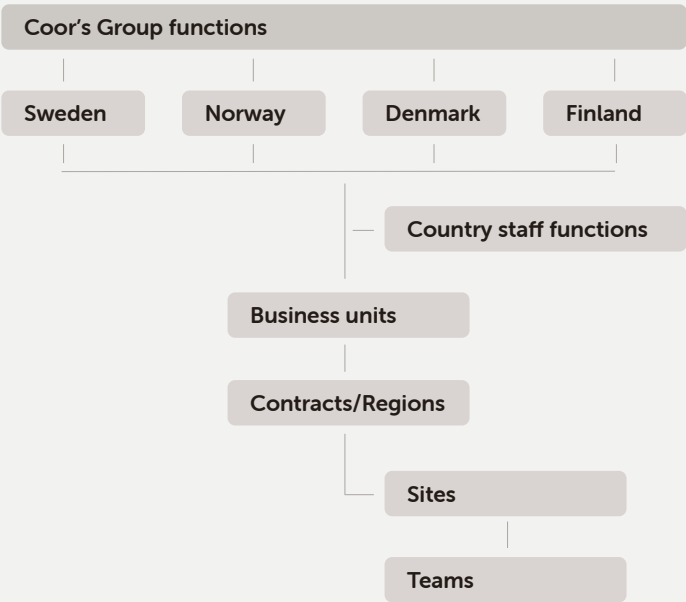 Coor's Group functions
Sweden
Norway
Denmark
Finland
Country staff functions
Business units
Contracts/Regions
Sites
Teams